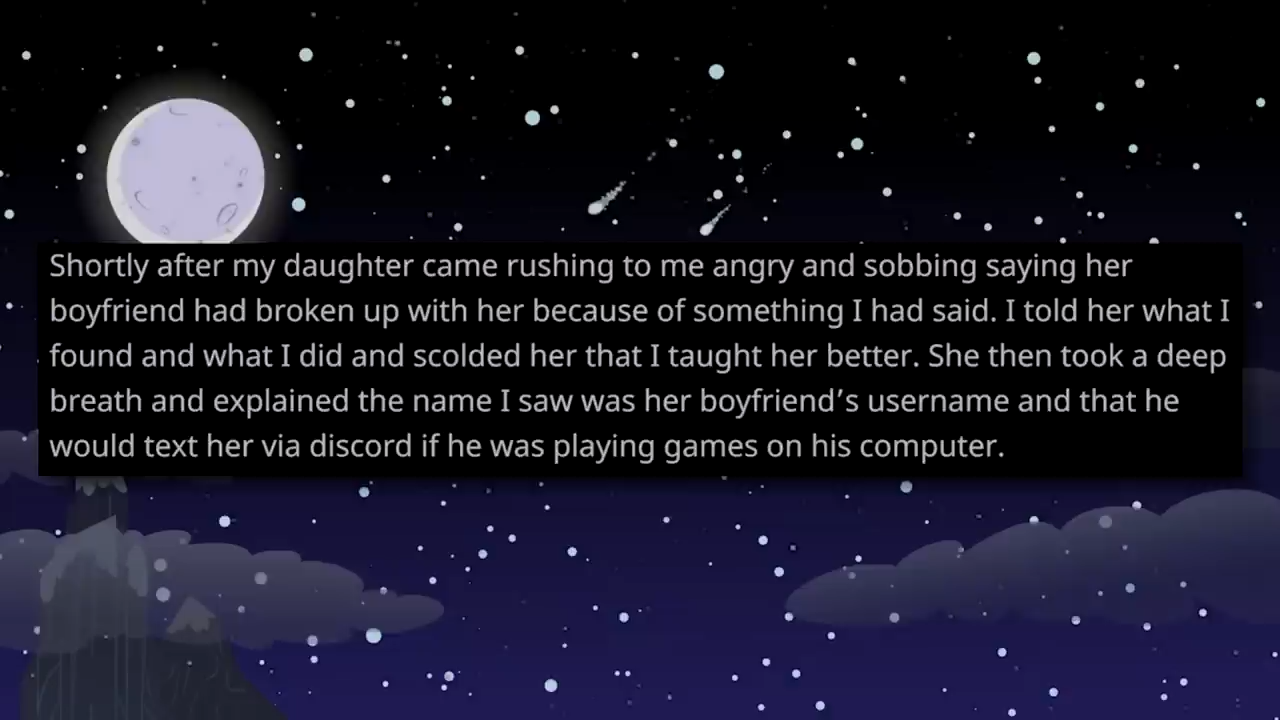 Shortly after my daughter came rushing to me angry and sobbing saying her
boyfriend had broken up with her because of something I had said. I told her what I
found and what I did and scolded her that I taught her better. She then took a deep
breath and explained the name I saw was her boyfriend’s username and that he
would text her via discord if he was playing games on his computer.